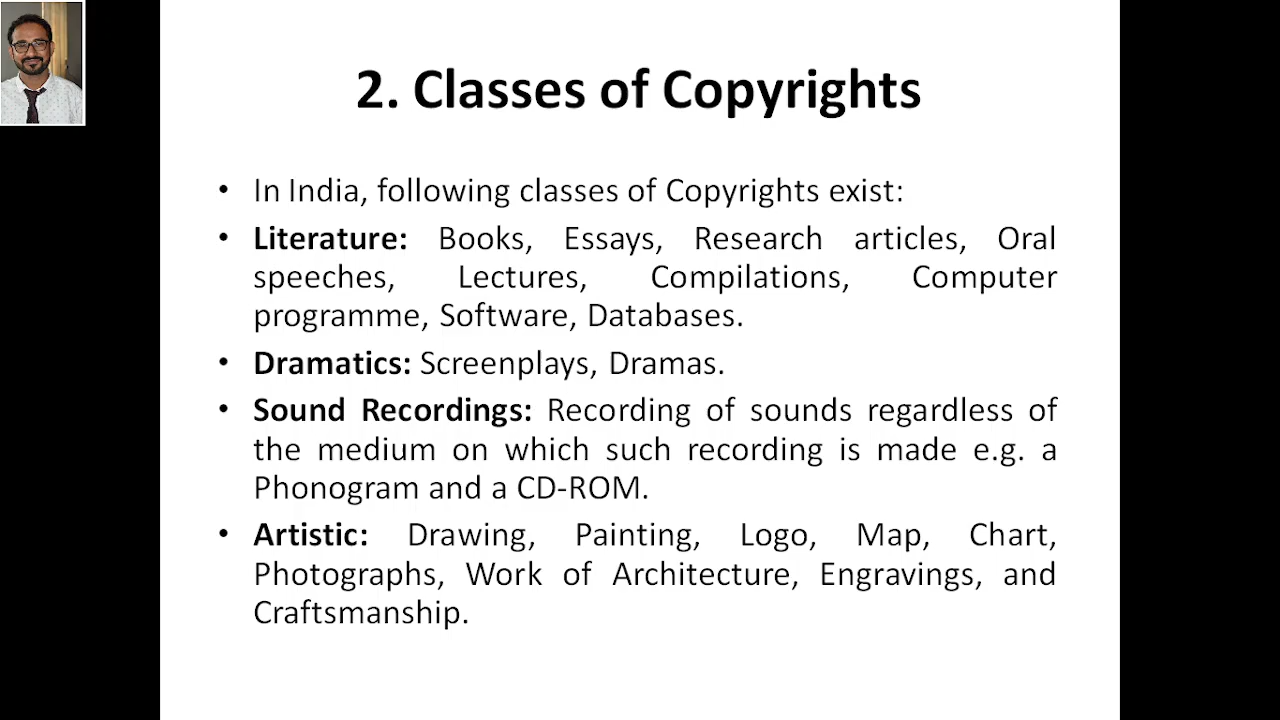 2. Classes of Copyrights
• In India, following classes of Copyrights exist:
• Literature: Books, Essays, Research articles, Oral
speeches, Lectures, Compilations, Computer
programme, Software, Databases.
• Dramatics: Screenplays, Dramas.
• Sound Recordings: Recording of sounds regardless of
the medium on which such recording is made e.g. a
Phonogram and a CD-ROM.
• Artistic: Drawing, Painting, Logo, Map, Chart,
Photographs, Work of Architecture, Engravings, and
Craftsmanship.